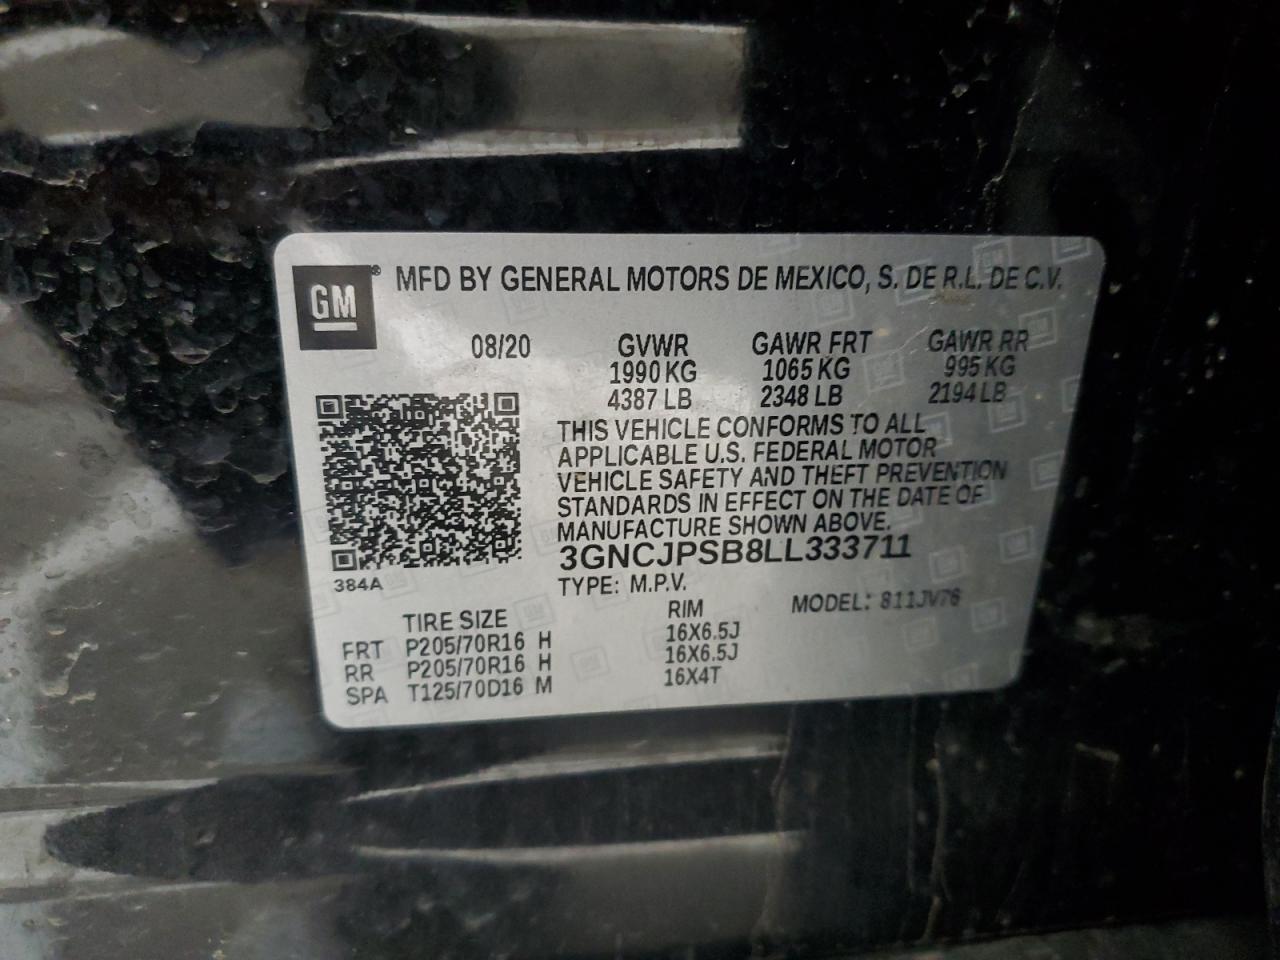 GM® MFD BY GENERAL MOTORS DE MEXICO, S. DE R.L. DE C.V.
08/20 GVWR GAWR FRT GAWR RR
1990 KG 1065 KG 995 KG
4387 LB 2348 LB 2194 LB
THIS VEHICLE CONFORMS TO ALL
APPLICABLE U.S. FEDERAL MOTOR
VEHICLE SAFETY AND THEFT PREVENTION
STANDARDS IN EFFECT ON THE DATE OF
MANUFACTURE SHOWN ABOVE.
3GNCJPSB8LL333711
384A TYPE: M.P.V. MODEL: 811JV76
TIRE SIZE RIM
FRT P205/70R16 H 16X6.5J
RR P205/70R16 H 16X6.5J
SPA T125/70D16 M 16X4T